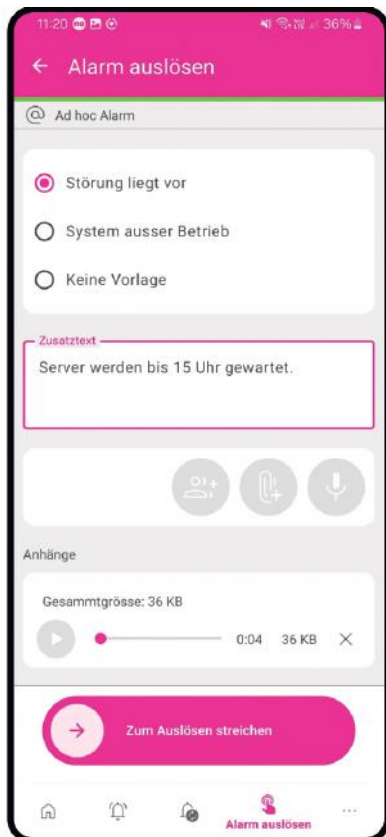 11:20
36%
Alarm auslösen
Ad hoc Alarm
Störung liegt vor
System ausser Betrieb
Keine Vorlage
Zusatztext
Server werden bis 15 Uhr gewartet.
Anhänge
Gesammtgrösse: 36 KB
0:04 36 KB
Zum Auslösen streichen
Alarm auslösen